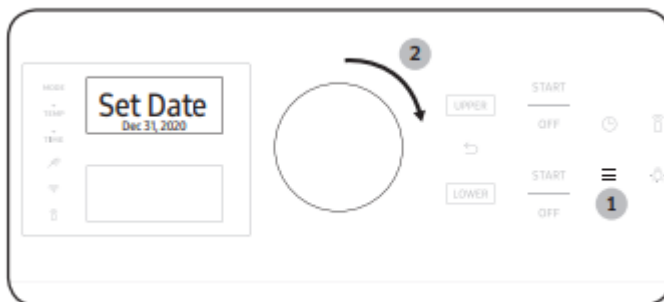 2
MODE
TEMP
TIME
Set Date
Dec 31, 2020
UPPER
LOWER
START
OFF
START
OFF
1